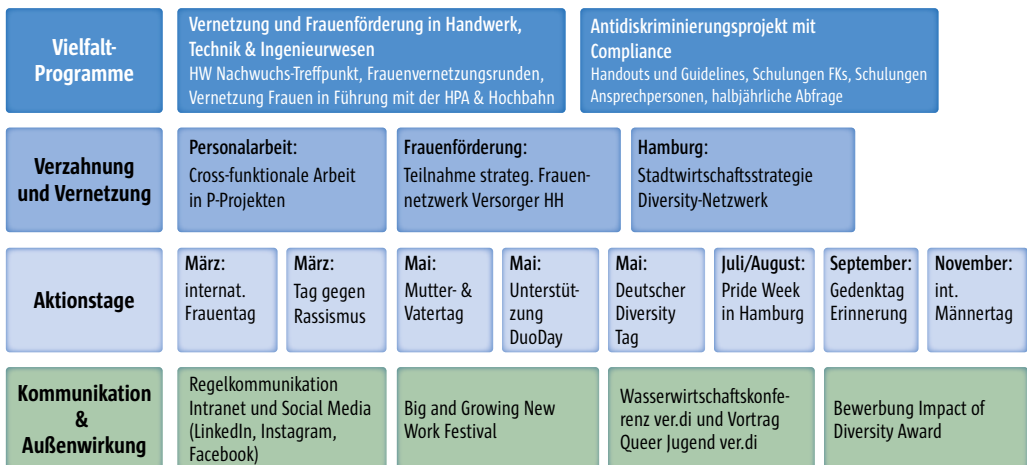 Vielfalt-
Programme
Vernetzung und Frauenförderung in Handwerk,
Technik & Ingenieurwesen
HW Nachwuchs-Treffpunkt, Frauenvernetzungsrunden,
Vernetzung Frauen in Führung mit der HPA & Hochbahn
Antidiskriminierungsprojekt mit
Compliance
Handouts und Guidelines, Schulungen FKs, Schulungen
Ansprechpersonen, halbjährliche Abfrage
Verzahnung
und Vernetzung
Personalarbeit:
Cross-funktionale Arbeit
in P-Projekten
Frauenförderung:
Teilnahme strateg. Frauen-
netzwerk Versorger HH
Hamburg:
Stadtwirtschaftsstrategie
Diversity-Netzwerk
Aktionstage
März:
internat.
Frauentag
März:
Tag gegen
Rassismus
Mai:
Mutter- &
Vatertag
Mai:
Unterstüt-
zung
DuoDay
Mai:
Deutscher
Diversity
Tag
Juli/August:
Pride Week
in Hamburg
September:
Gedenktag
Erinnerung
November:
int.
Männertag
Kommunikation
&
Außenwirkung
Regelkommunikation
Intranet und Social Media
(LinkedIn, Instagram,
Facebook)
Big and Growing New
Work Festival
Wasserwirtschaftskonfe-
renz ver.di und Vortrag
Queer Jugend ver.di
Bewerbung Impact of
Diversity Award